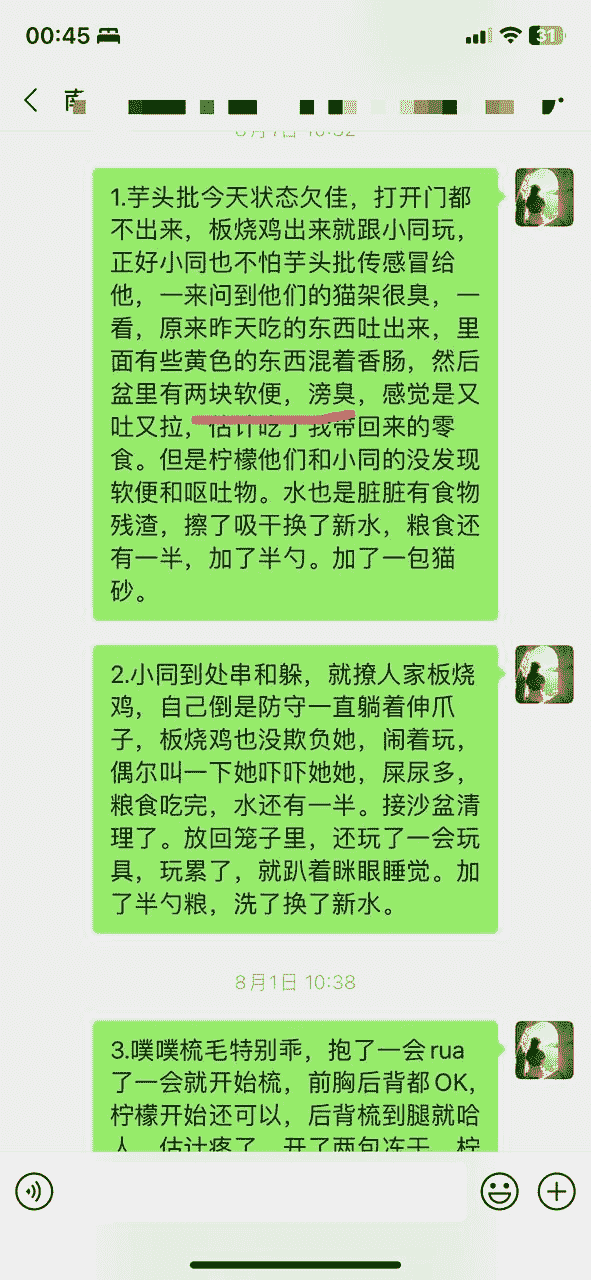 00:45
31
南
8月1日 10:32
1.芋头批今天状态欠佳，打开门都
不出来，板烧鸡出来就跟小同玩，
正好小同也不怕芋头批传感冒给
他，一来问到他们的猫架很臭，一
看，原来昨天吃的东西吐出来，里
面有些黄色的东西混着香肠，然后
盆里有两块软便，滂臭，感觉是又
吐又拉，估计吃了我带回来的零
食。但是柠檬他们和小同的没发现
软便和呕吐物。水也是脏脏有食物
残渣，擦了吸干换了新水，粮食还
有一半，加了半勺。加了一包猫
砂。
2.小同到处串和躲，就撩人家板烧
鸡，自己倒是防守一直躺着伸爪
子，板烧鸡也没欺负她，闹着玩，
偶尔叫一下她吓吓她她，屎尿多，
粮食吃完，水还有一半。接沙盆清
理了。放回笼子里，还玩了一会玩
具，玩累了，就趴着眯眼睡觉。加
了半勺粮，洗了换了新水。
8月1日 10:38
3.噗噗梳毛特别乖，抱了一会rua
了一会就开始梳，前胸后背都OK，
柠檬开始还可以，后背梳到腿就哈
人，估计疼了，开了两包冻干，柠